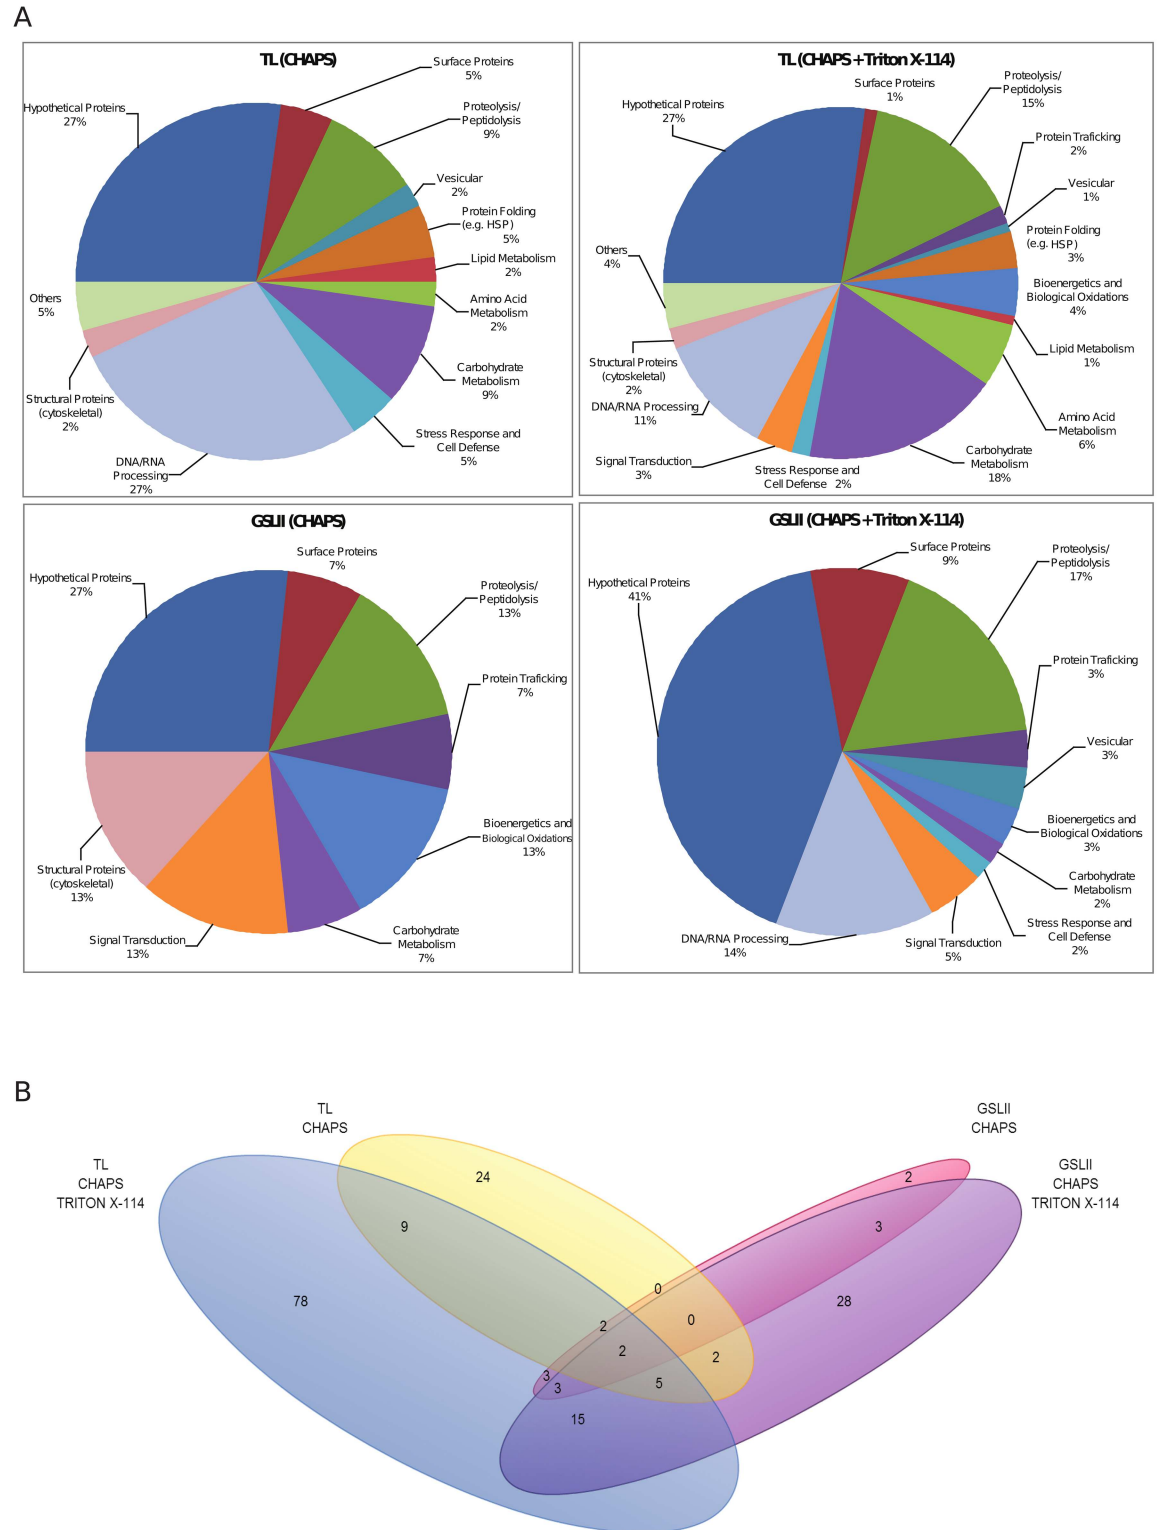 A
TL (CHAPS)
Surface Proteins
5%
Hypothetical Proteins
27%
Proteolysis/
Peptidolysis
9%
Vesicular
2%
Protein Folding
(e.g. HSP)
5%
Lipid Metabolism
2%
Amino Acid
Metabolism
2%
Carbohydrate
Metabolism
9%
Stress Response and
Cell Defense
5%
DNA/RNA
Processing
27%
Structural Proteins
(cytoskeletal)
2%
Others
5%
TL (CHAPS + Triton X-114)
Surface Proteins
1%
Hypothetical Proteins
27%
Proteolysis/
Peptidolysis
15%
Protein Traficking
2%
Vesicular
1%
Protein Folding
(e.g. HSP)
3%
Bioenergetics and
Biological Oxidations
4%
Lipid Metabolism
1%
Amino Acid
Metabolism
6%
Carbohydrate
Metabolism
18%
Stress Response and
Cell Defense 2%
Signal Transduction
3%
DNA/RNA Processing
11%
Structural Proteins
(cytoskeletal)
2%
Others
4%
GSLII (CHAPS)
Surface Proteins
7%
Hypothetical Proteins
27%
Proteolysis/
Peptidolysis
13%
Protein Traficking
7%
Bioenergetics and
Biological Oxidations
13%
Carbohydrate
Metabolism
7%
Signal Transduction
13%
Structural Proteins
(cytoskeletal)
13%
GSLII (CHAPS + Triton X-114)
Surface Proteins
9%
Hypothetical Proteins
41%
Proteolysis/
Peptidolysis
17%
Protein Traficking
3%
Vesicular
3%
Bioenergetics and
Biological Oxidations
3%
Carbohydrate
Metabolism
2%
Stress Response and
Cell Defense
2%
Signal Transduction
5%
DNA/RNA Processing
14%
B
TL
CHAPS
TRITON X-114
TL
CHAPS
GSLII
CHAPS
GSLII
CHAPS
TRITON X-114
24
2
9
3
78
0
28
0
2
2
2
3
3
5
15